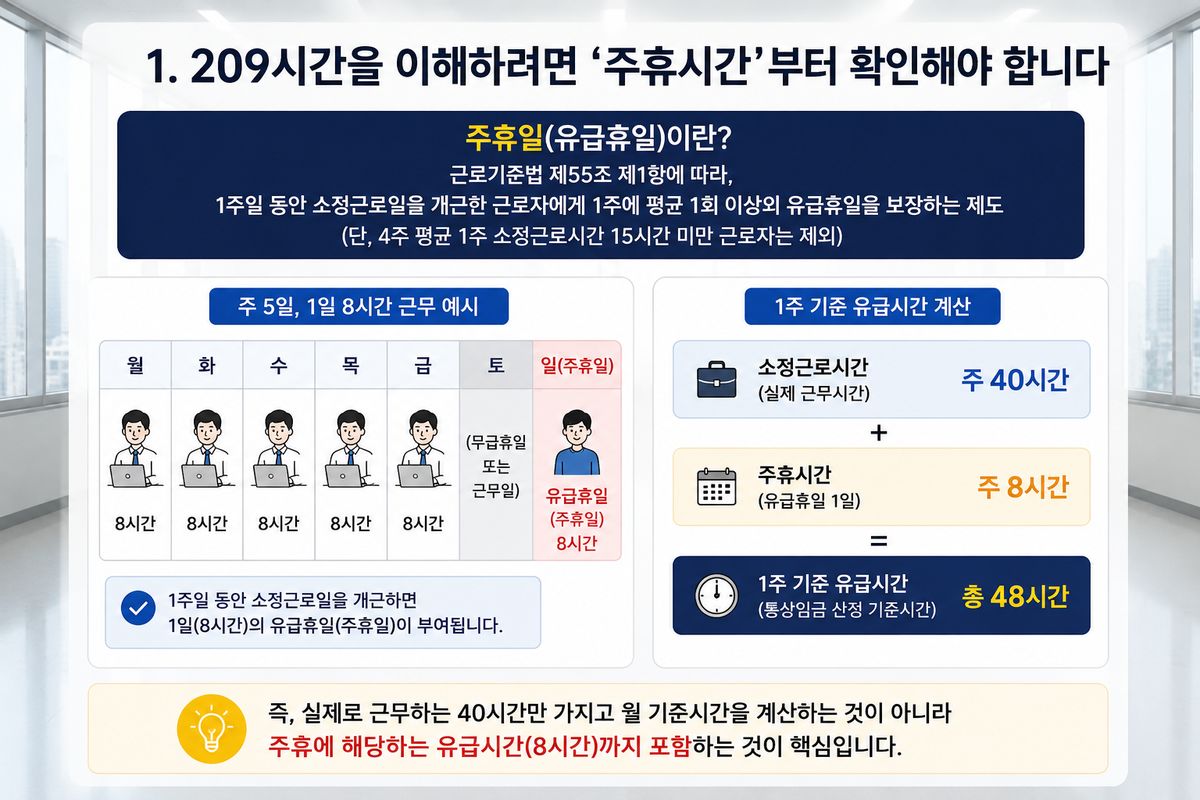 1. 209시간을 이해하려면 ‘주휴시간’부터 확인해야 합니다
주휴일(유급휴일)이란?
근로기준법 제55조 제1항에 따라,
1주일 동안 소정근로일을 개근한 근로자에게 1주에 평균 1회 이상외 유급휴일을 보장하는 제도
(단, 4주 평균 1주 소정근로시간 15시간 미만 근로자는 제외)
주 5일, 1일 8시간 근무 예시
월 화 수 목 금 토 일(주휴일)
(무급휴일
또는
근무일)
8시간 8시간 8시간 8시간 8시간
유급휴일
(주휴일)
8시간
1주일 동안 소정근로일을 개근하면
1일(8시간)의 유급휴일(주휴일)이 부여됩니다.
1주 기준 유급시간 계산
소정근로시간
(실제 근무시간)
주 40시간
+
주휴시간
(유급휴일 1일)
주 8시간
=
1주 기준 유급시간
(통상임금 산정 기준시간)
총 48시간
즉, 실제로 근무하는 40시간만 가지고 월 기준시간을 계산하는 것이 아니라
주휴에 해당하는 유급시간(8시간)까지 포함하는 것이 핵심입니다.